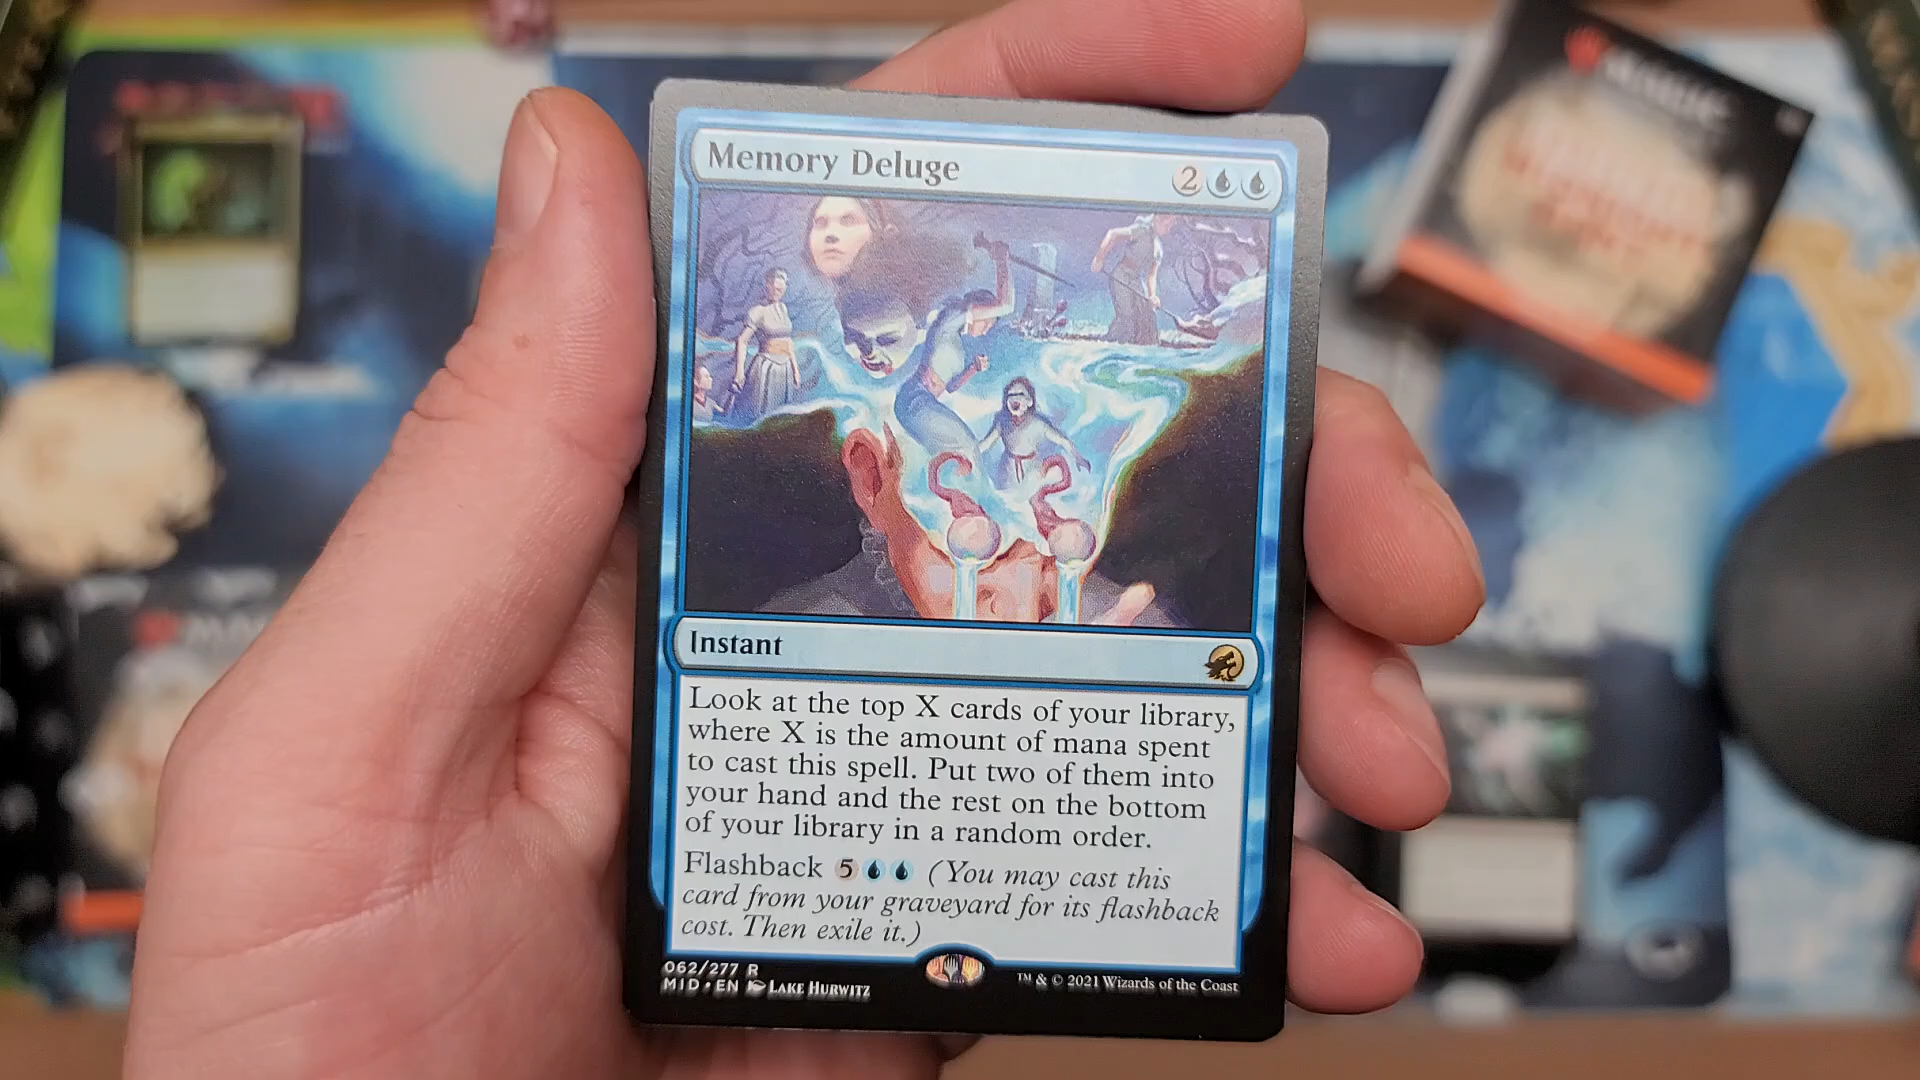 Memory Deluge 2
Instant
Look at the top X cards of your library,
where X is the amount of mana spent
to cast this spell. Put two of them into
your hand and the rest on the bottom
of your library in a random order.
Flashback 5 (You may cast this
card from your graveyard for its flashback
cost. Then exile it.)
062/277 R
MID • EN LAKE HURWITZ
™ & © 2021 Wizards of the Coast